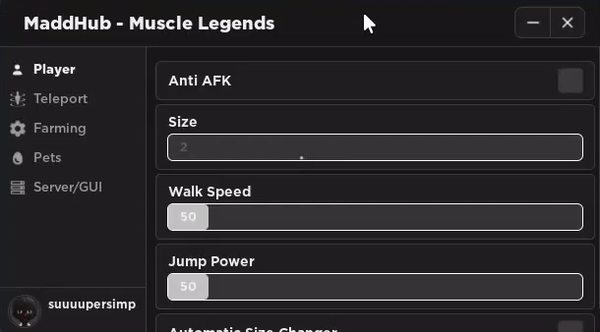 MaddHub - Muscle Legends
Player
Teleport
Farming
Pets
Server/GUI
suuuupersimp
Anti AFK
Size
2
Walk Speed
50
Jump Power
50
Automatic Size Changer